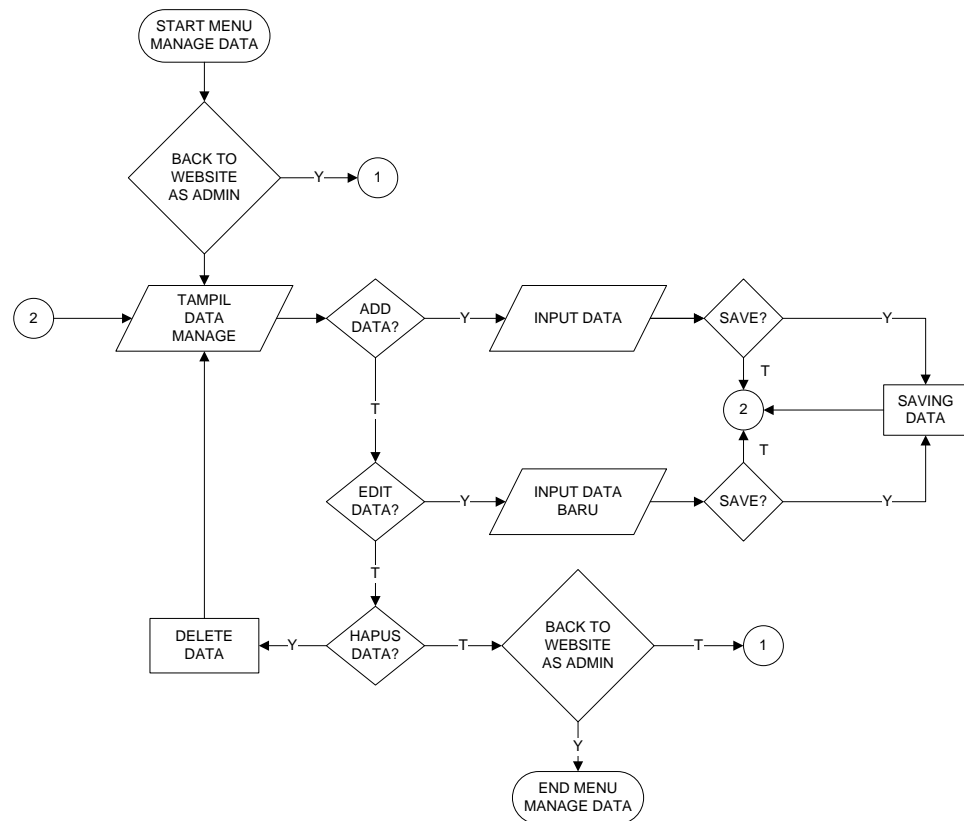 START MENU
MANAGE DATA
BACK TO
WEBSITE
AS ADMIN
Y
1
2
TAMPIL
DATA
MANAGE
ADD
DATA?
Y
INPUT DATA
SAVE?
Y
T
T
2
SAVING
DATA
T
EDIT
DATA?
Y
INPUT DATA
BARU
SAVE?
Y
T
DELETE
DATA
Y
HAPUS
DATA?
T
BACK TO
WEBSITE
AS ADMIN
T
1
Y
END MENU
MANAGE DATA